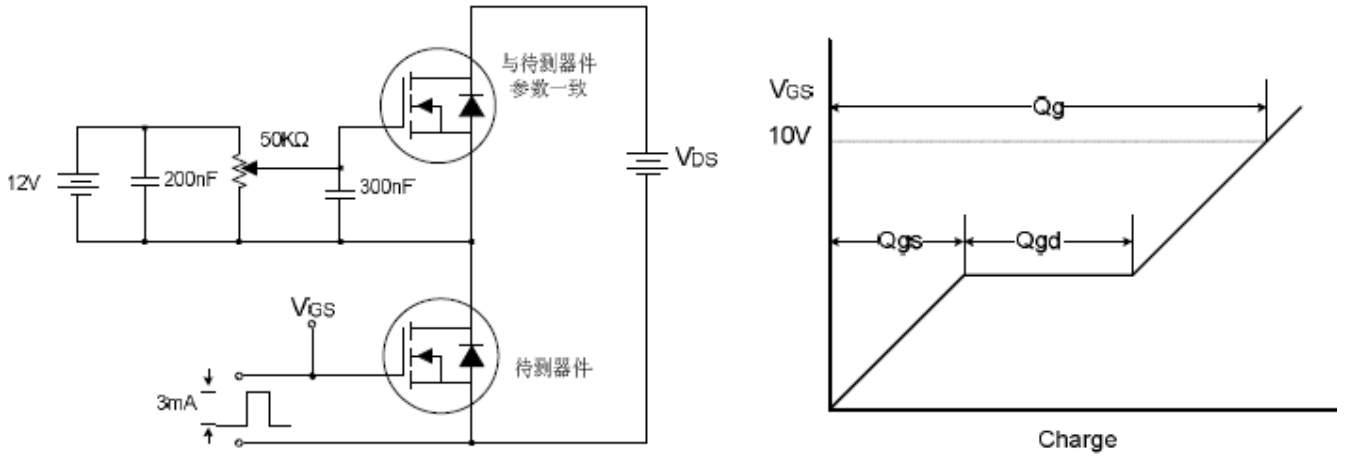 与待测器件
参数一致
50KΩ
12V
200nF
300nF
VDS
VGS
待测器件
3mA
VGS
10V
Qg
Qgs
Qgd
Charge